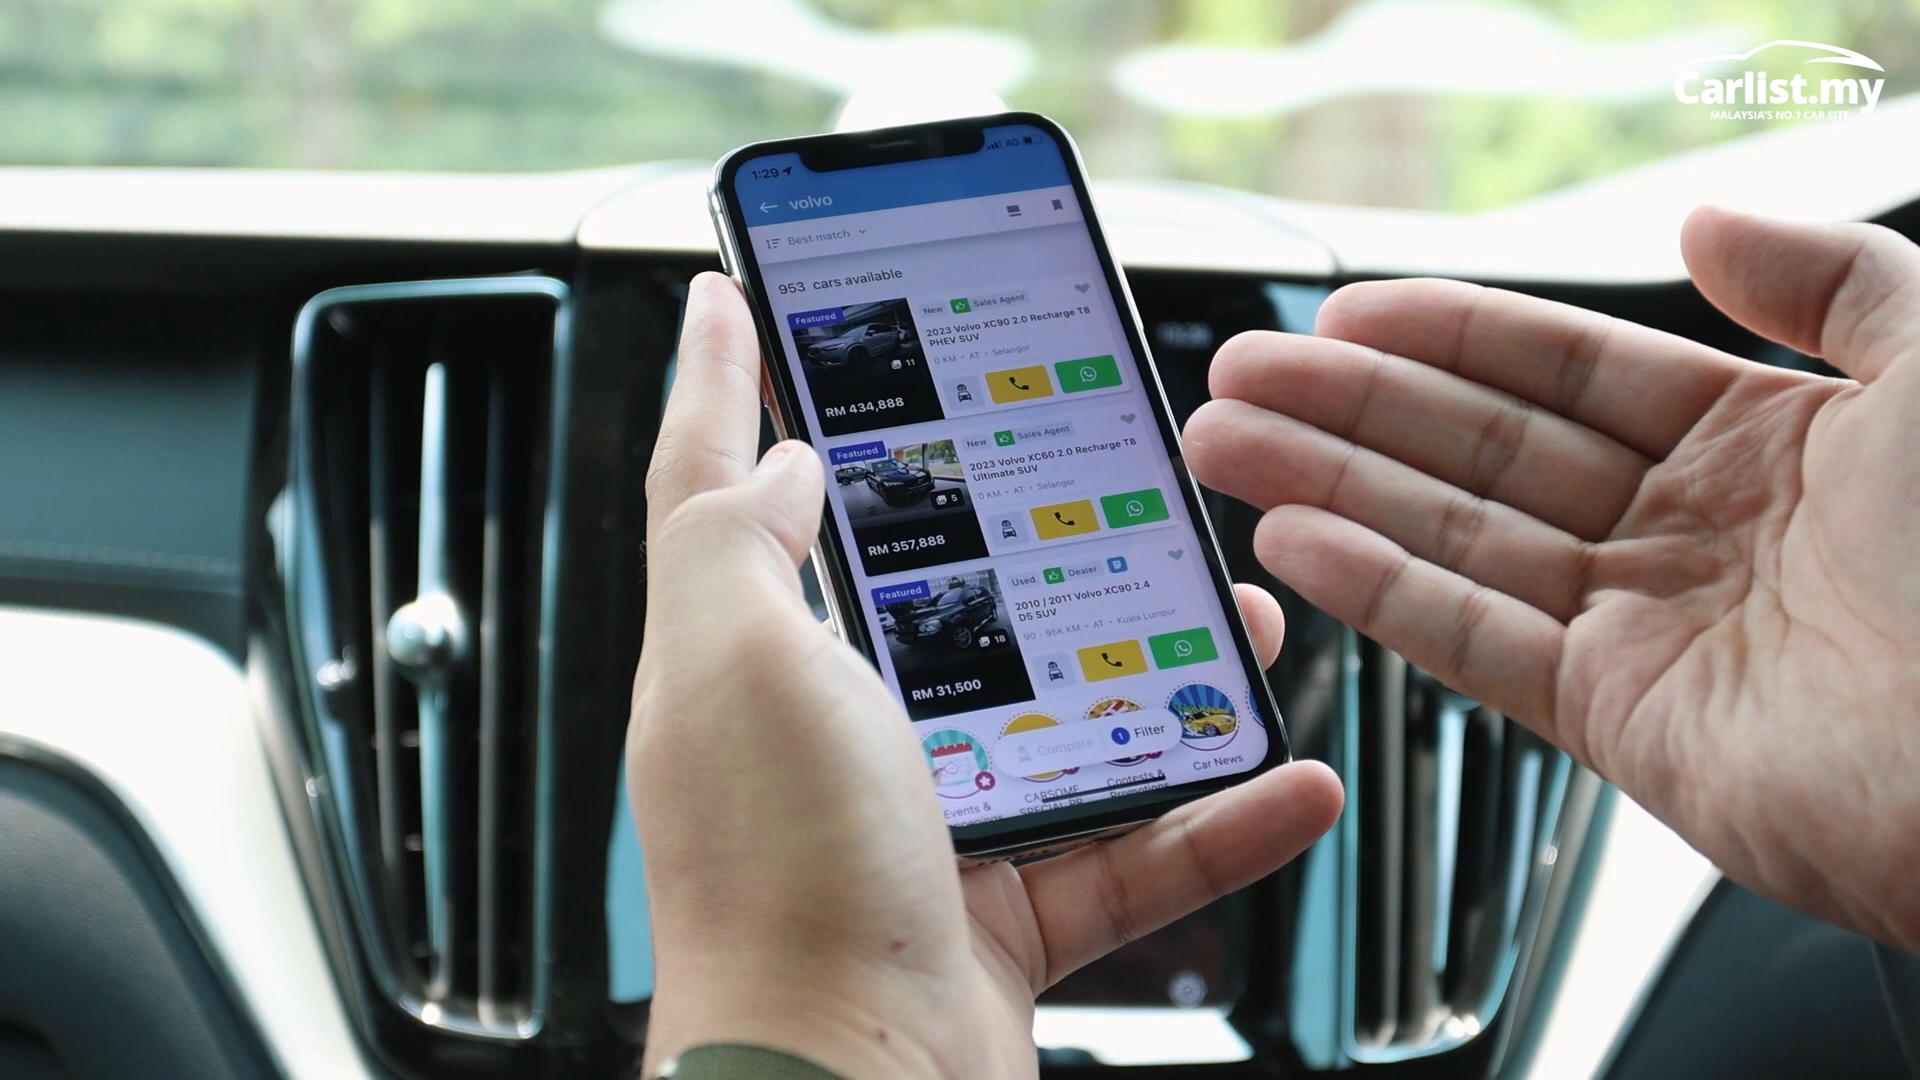 Carlist.my
MALAYSIA'S NO.1 CAR SITE
1:29
4G
volvo
Best match
953 cars available
Featured
New Sales Agent
2023 Volvo XC90 2.0 Recharge T8
PHEV SUV
0 KM • AT • Selangor
11
RM 434,888
Featured
New Sales Agent
2023 Volvo XC60 2.0 Recharge T8
Ultimate SUV
0 KM • AT • Selangor
5
RM 357,888
Featured
Used Dealer
2010 / 2011 Volvo XC90 2.4
D5 SUV
90 - 95K KM • AT • Kuala Lumpur
18
RM 31,500
Compare
1 Filter
Events &
CARSOME
SPECIAL
Contests &
Promotions
Car News